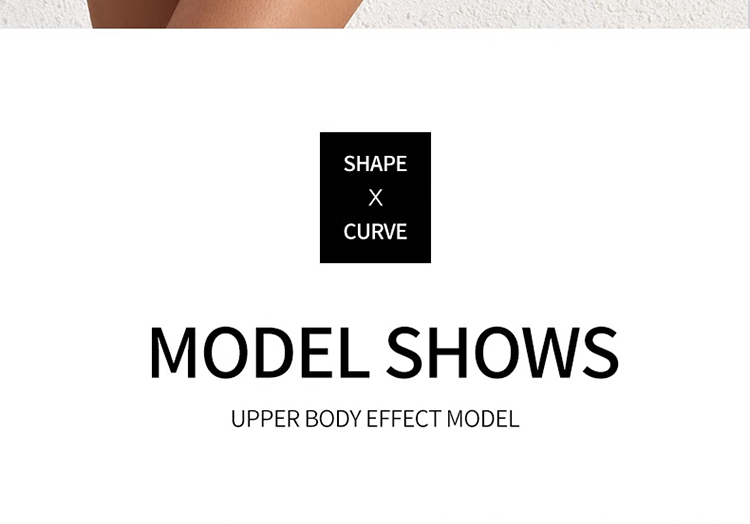 SHAPE
X
CURVE
MODEL SHOWS
UPPER BODY EFFECT MODEL